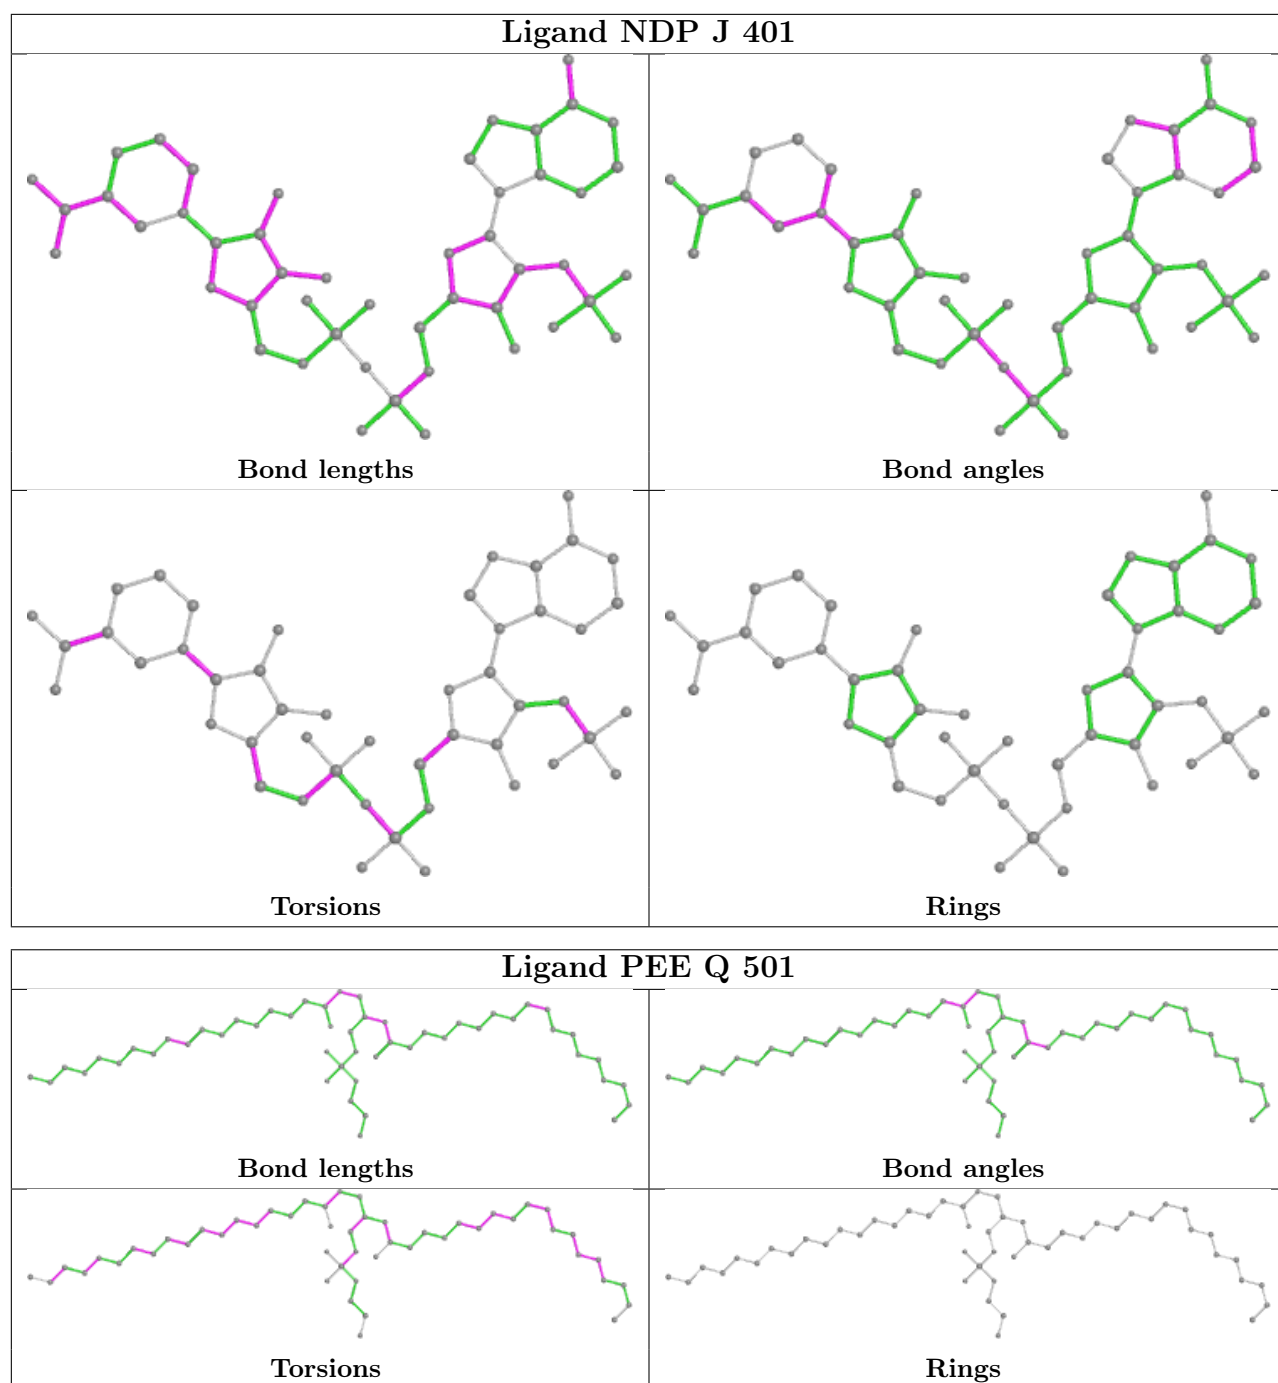 Ligand NDP J 401
Bond lengths
Bond angles
Torsions
Rings
Ligand PEE Q 501
Bond lengths
Bond angles
Torsions
Rings